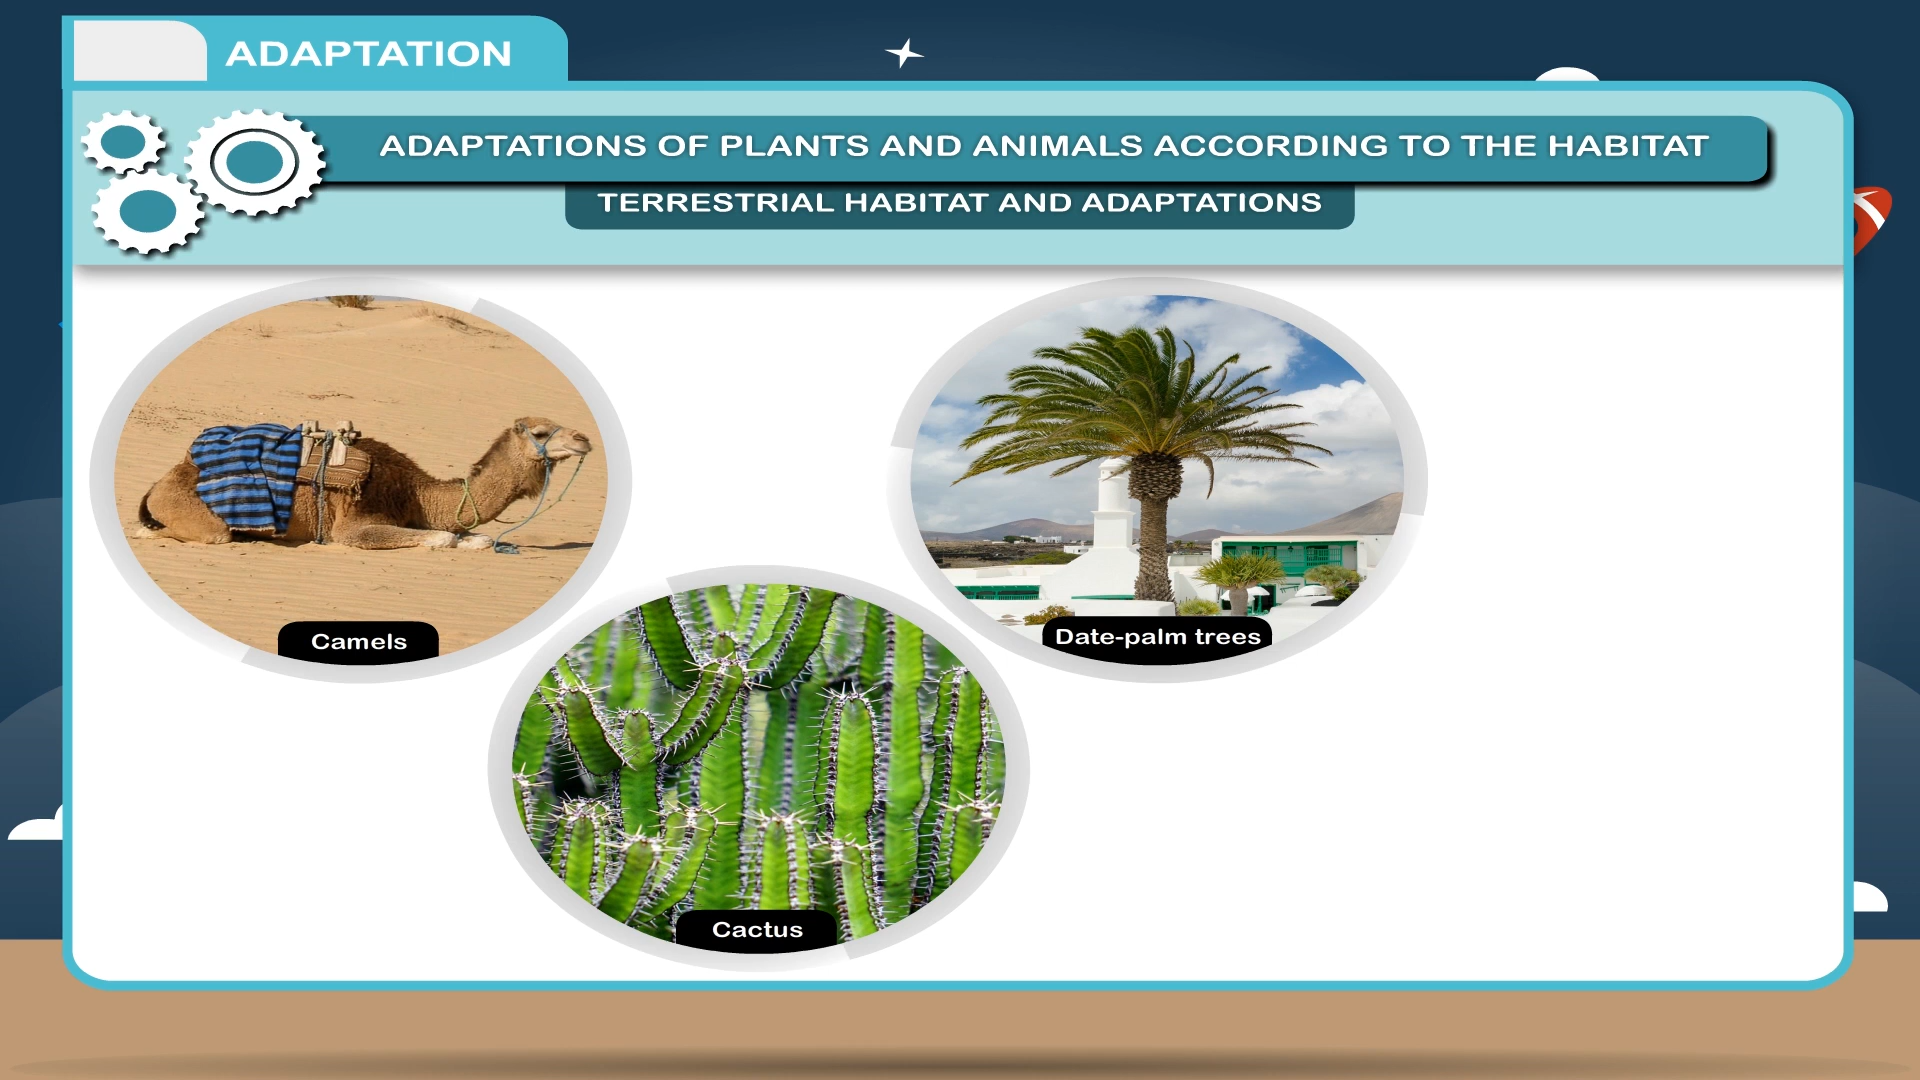 ADAPTATION
ADAPTATIONS OF PLANTS AND ANIMALS ACCORDING TO THE HABITAT
TERRESTRIAL HABITAT AND ADAPTATIONS
Camels
Date-palm trees
Cactus